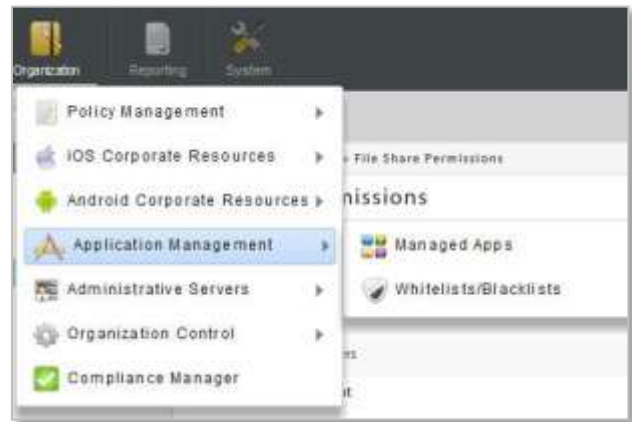 Organization Reporting System
Policy Management
iOS Corporate Resources
File Share Permissions
Android Corporate Resources
missions
Application Management
Managed Apps
Administrative Servers
Whitelists/Blacklists
Organization Control
Compliance Manager